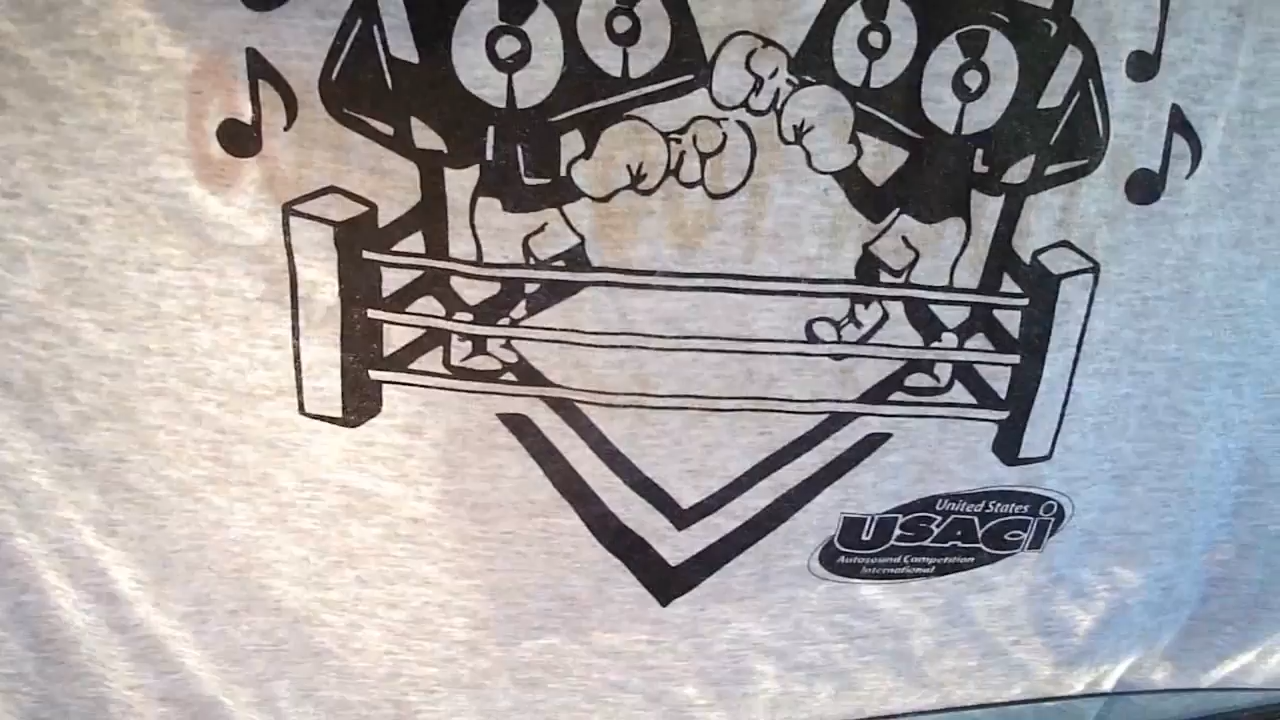 United States
USACi
Autosound Competition
International